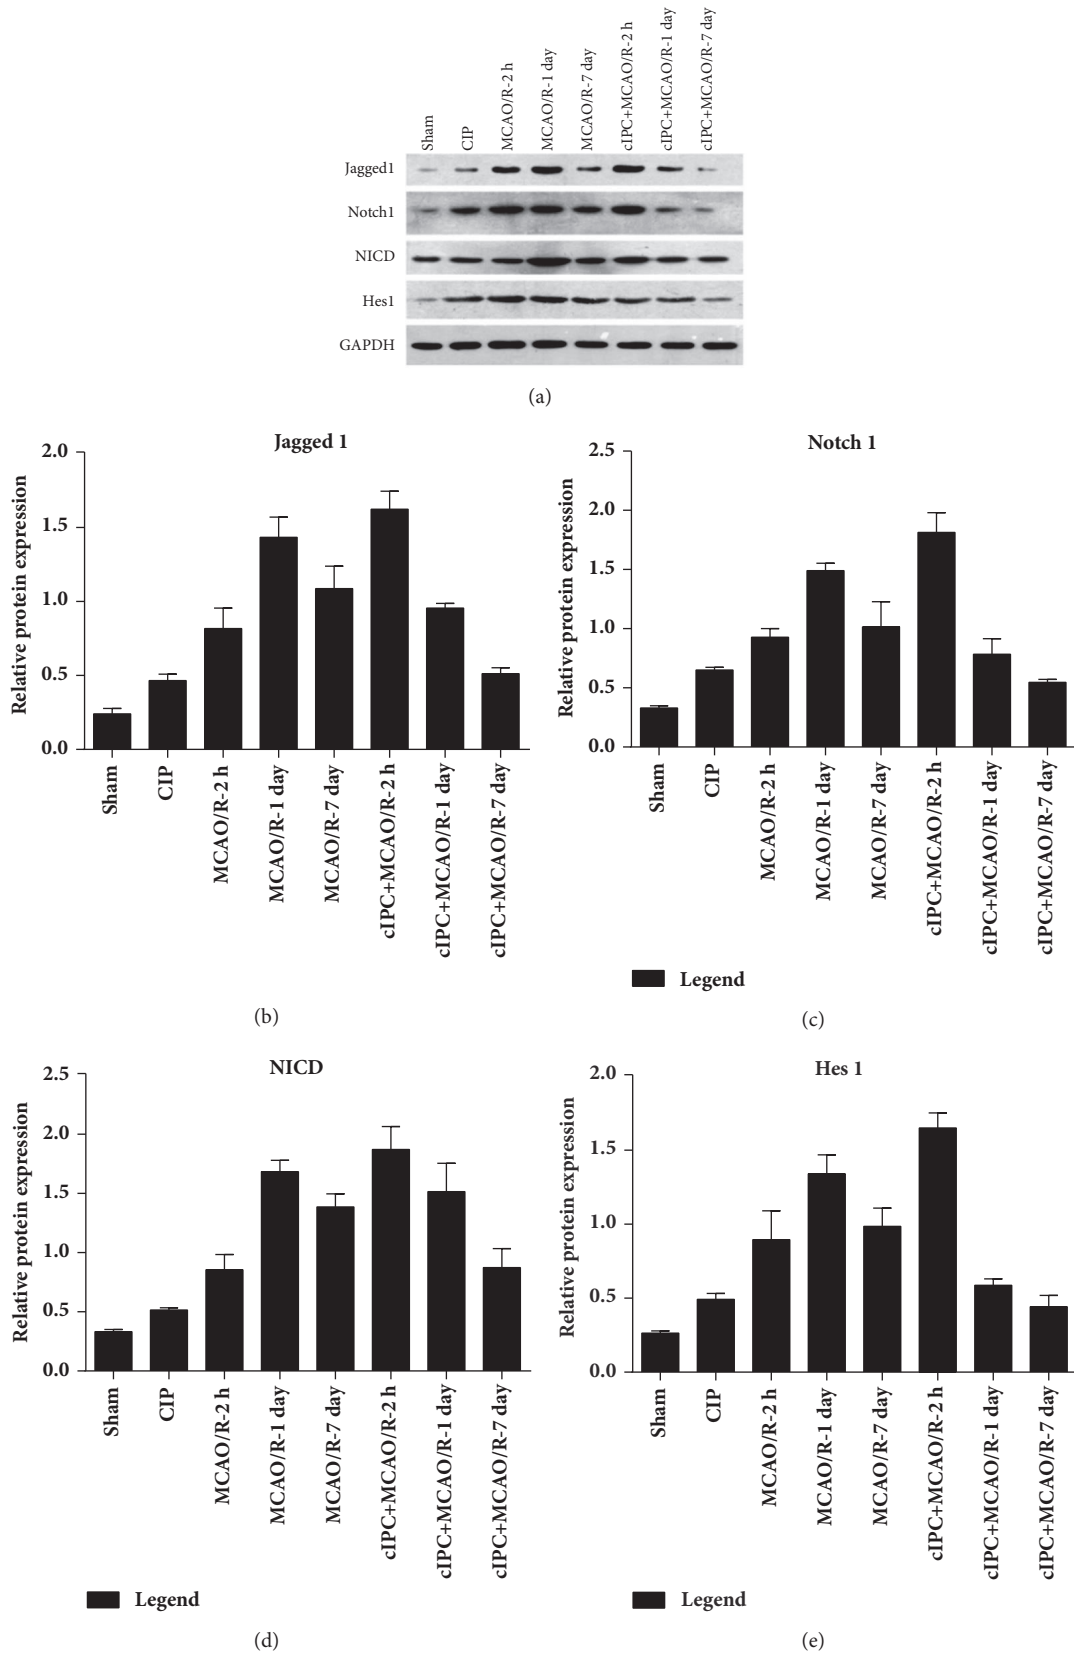 Sham
CIP
MCAO/R-2 h
MCAO/R-1 day
MCAO/R-7 day
cIPC+MCAO/R-2 h
cIPC+MCAO/R-1 day
cIPC+MCAO/R-7 day
Jagged1
Notch1
NICD
Hes1
GAPDH
(a)
Jagged 1
Relative protein expression
2.0
1.5
1.0
0.5
0.0
Sham
CIP
MCAO/R-2 h
MCAO/R-1 day
MCAO/R-7 day
cIPC+MCAO/R-2 h
cIPC+MCAO/R-1 day
cIPC+MCAO/R-7 day
(b)
Notch 1
Relative protein expression
2.5
2.0
1.5
1.0
0.5
0.0
Sham
CIP
MCAO/R-2 h
MCAO/R-1 day
MCAO/R-7 day
cIPC+MCAO/R-2 h
cIPC+MCAO/R-1 day
cIPC+MCAO/R-7 day
Legend
(c)
NICD
Relative protein expression
2.5
2.0
1.5
1.0
0.5
0.0
Sham
CIP
MCAO/R-2 h
MCAO/R-1 day
MCAO/R-7 day
cIPC+MCAO/R-2 h
cIPC+MCAO/R-1 day
cIPC+MCAO/R-7 day
Legend
(d)
Hes 1
Relative protein expression
2.0
1.5
1.0
0.5
0.0
Sham
CIP
MCAO/R-2 h
MCAO/R-1 day
MCAO/R-7 day
cIPC+MCAO/R-2 h
cIPC+MCAO/R-1 day
cIPC+MCAO/R-7 day
Legend
(e)